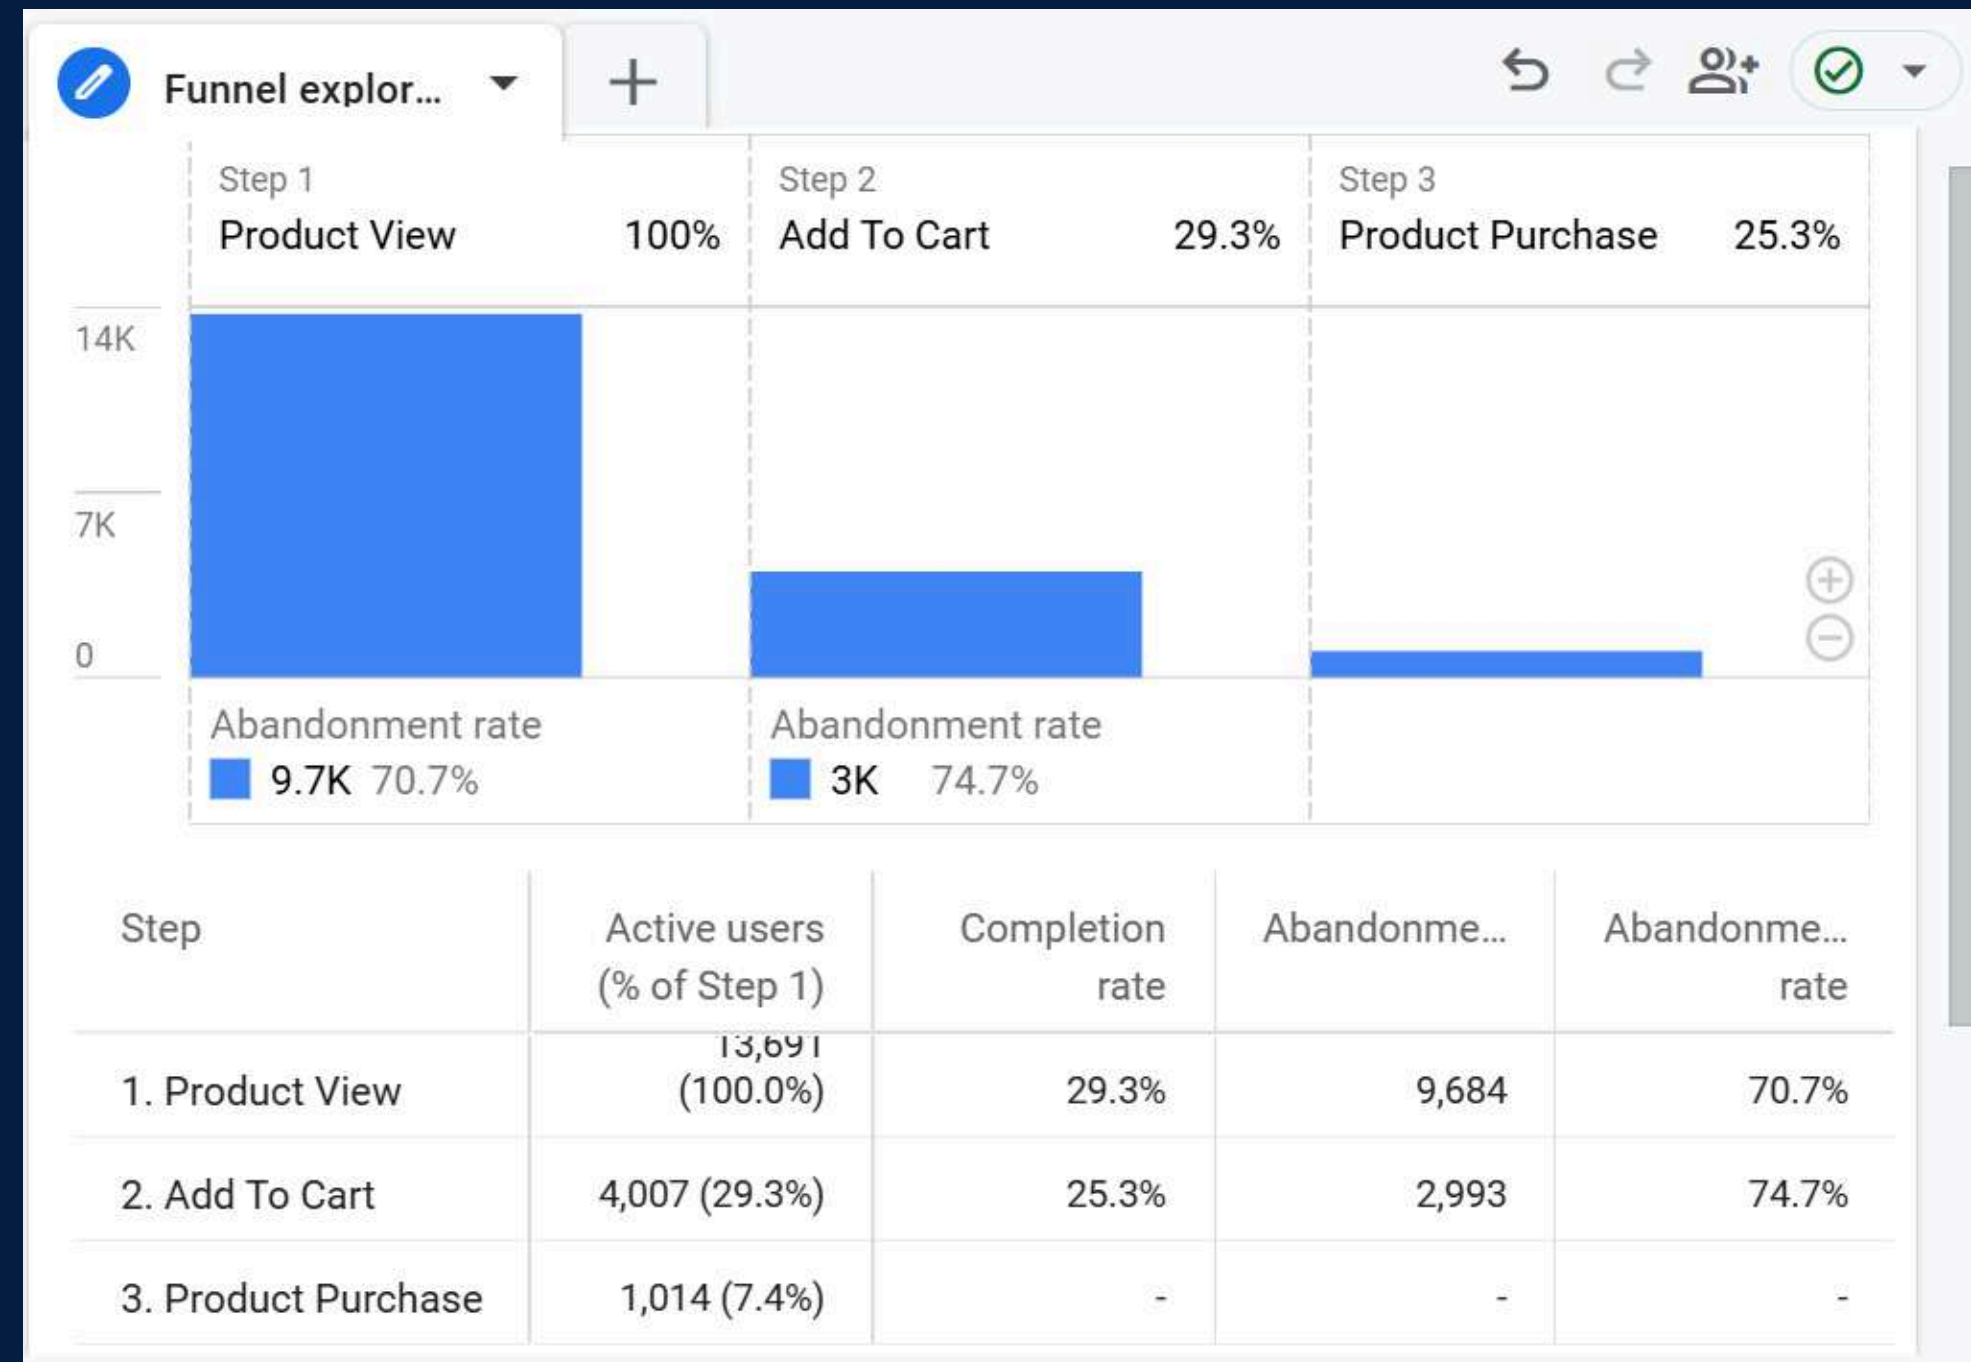 Funnel explor...
Step 1
Product View 100%
Step 2
Add To Cart 29.3%
Step 3
Product Purchase 25.3%
14K
7K
0
Abandonment rate
9.7K 70.7%
Abandonment rate
3K 74.7%
Step Active users Completion Abandonme... Abandonme...
(% of Step 1) rate rate
13,691
1. Product View (100.0%) 29.3% 9,684 70.7%
2. Add To Cart 4,007 (29.3%) 25.3% 2,993 74.7%
3. Product Purchase 1,014 (7.4%) - - -